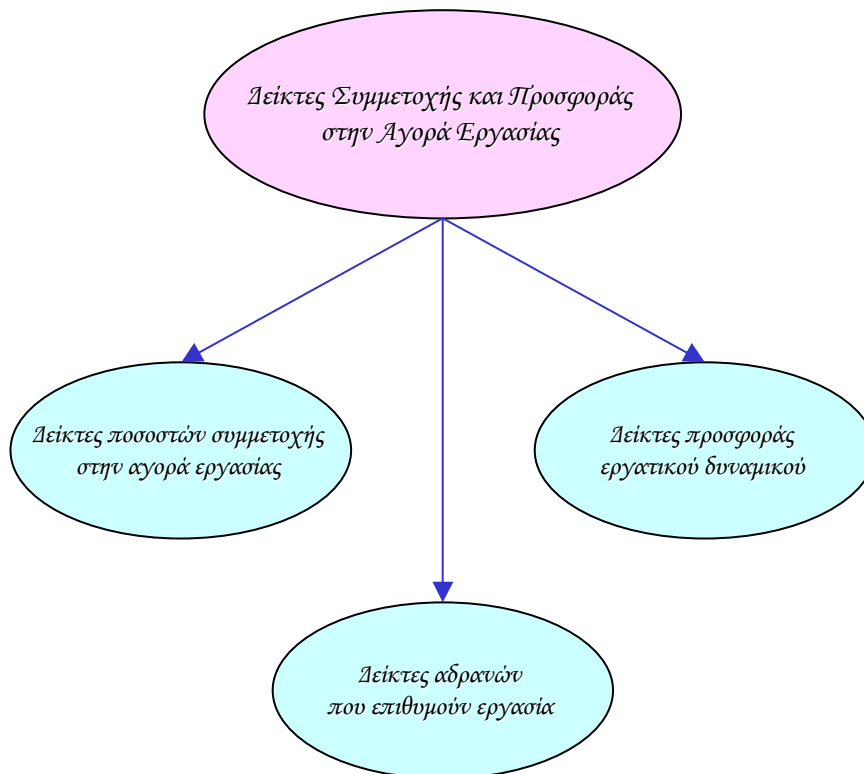 Δείκτες Συμμετοχής και Προσφοράς
στην Αγορά Εργασίας
Δείκτες ποσοστών συμμετοχής
στην αγορά εργασίας
Δείκτες προσφοράς
εργατικού δυναμικού
Δείκτες αδρανών
που επιθυμούν εργασία